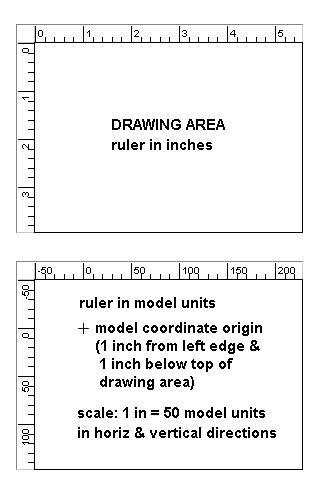 0 1 2 3 4 5
0
1
2
3
DRAWING AREA
ruler in inches
-50 0 50 100 150 200
-50
0
50
100
ruler in model units
+ model coordinate origin
(1 inch from left edge &
1 inch below top of
drawing area)
scale: 1 in = 50 model units
in horiz & vertical directions